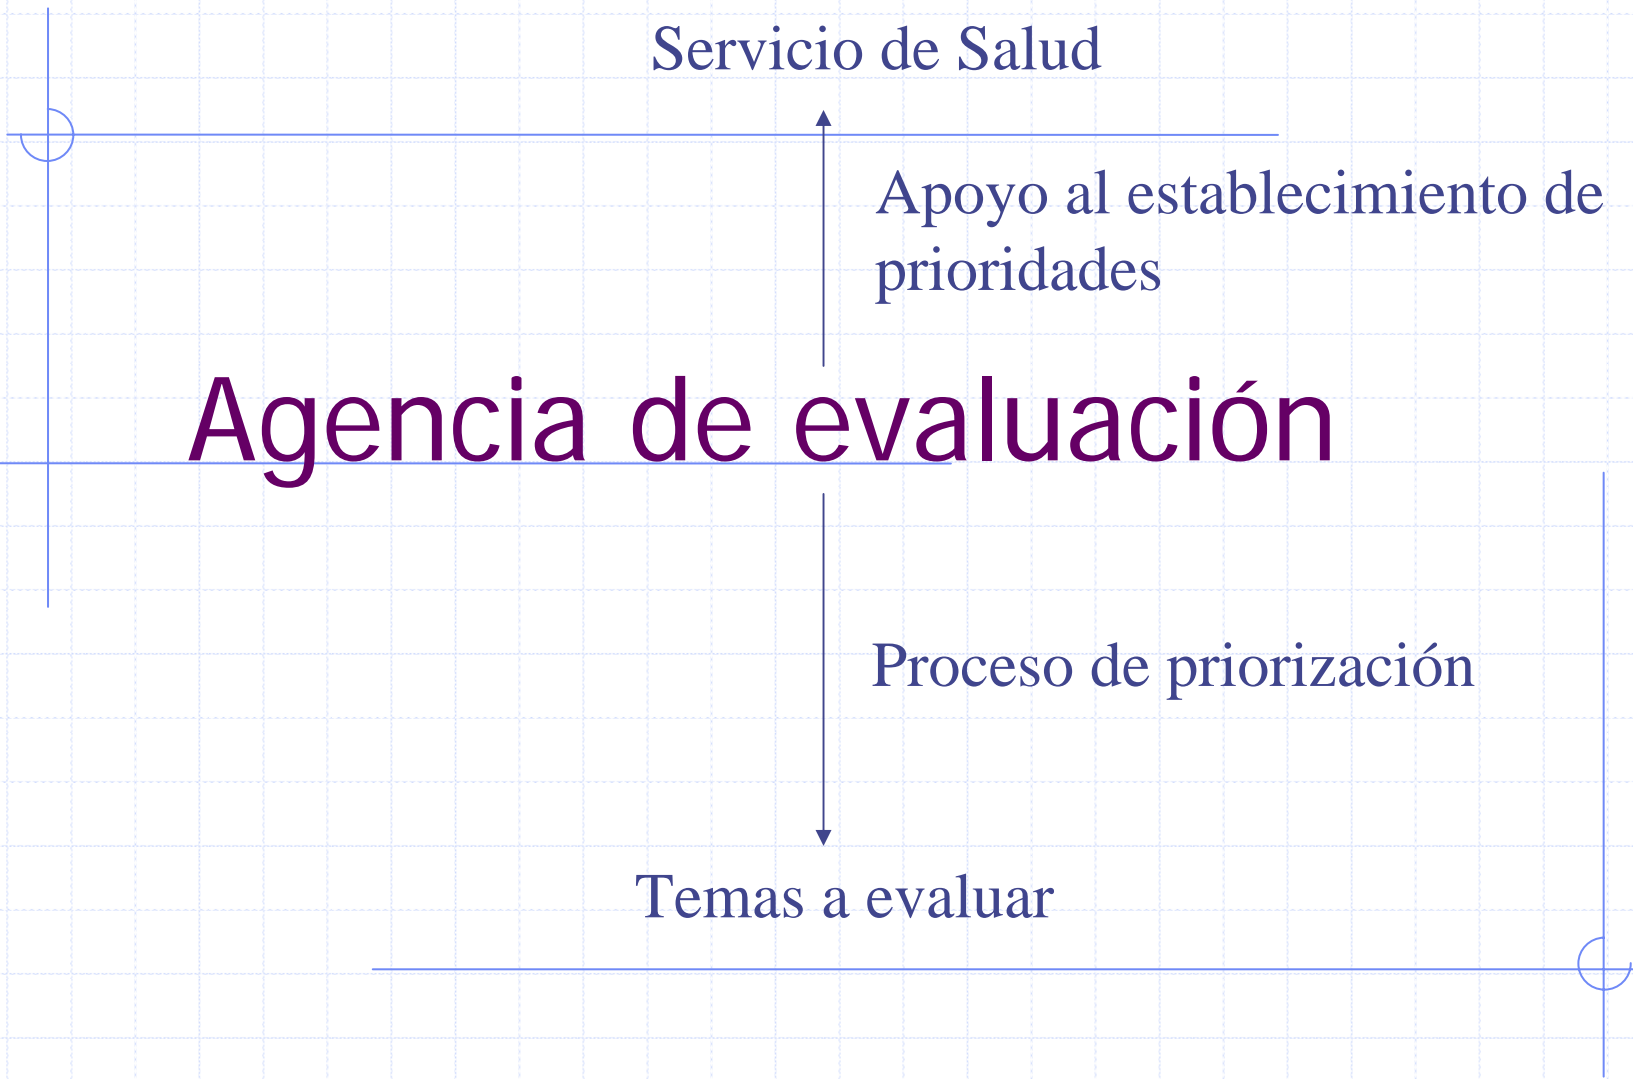 Servicio de Salud
Apoyo al establecimiento de
prioridades
Agencia de evaluación
Proceso de priorización
Temas a evaluar